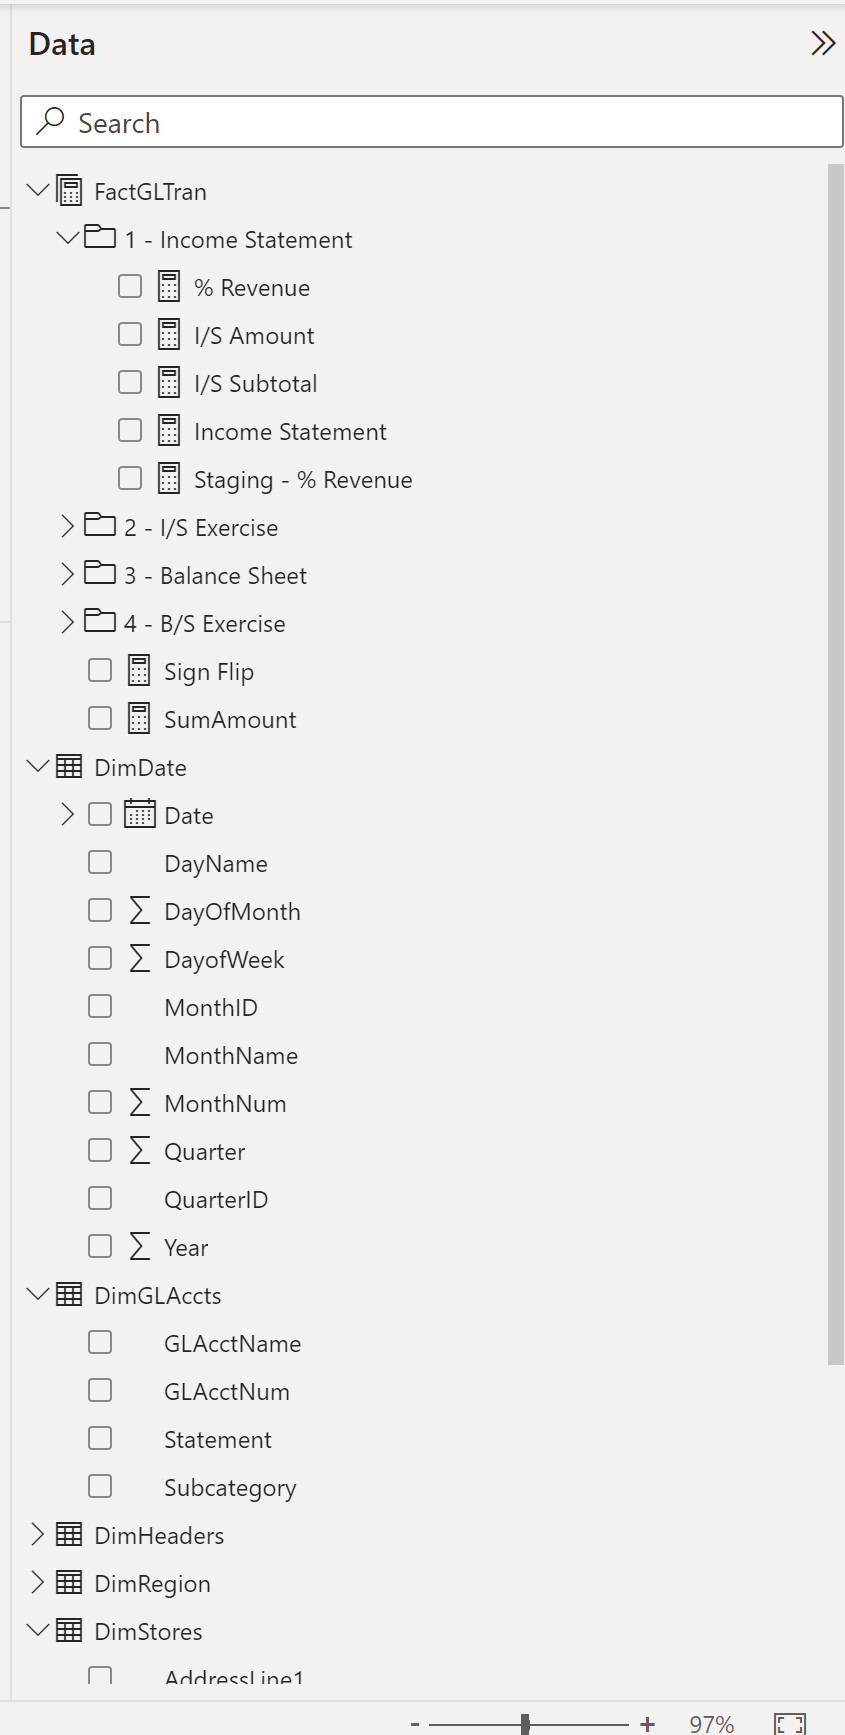 Data
Search
FactGLTran
1 - Income Statement
% Revenue
I/S Amount
I/S Subtotal
Income Statement
Staging - % Revenue
2 - I/S Exercise
3 - Balance Sheet
4 - B/S Exercise
Sign Flip
SumAmount
DimDate
Date
DayName
DayOfMonth
DayofWeek
MonthID
MonthName
MonthNum
Quarter
QuarterID
Year
DimGLAccts
GLAcctName
GLAcctNum
Statement
Subcategory
DimHeaders
DimRegion
DimStores
AddressLine1
- + 97%